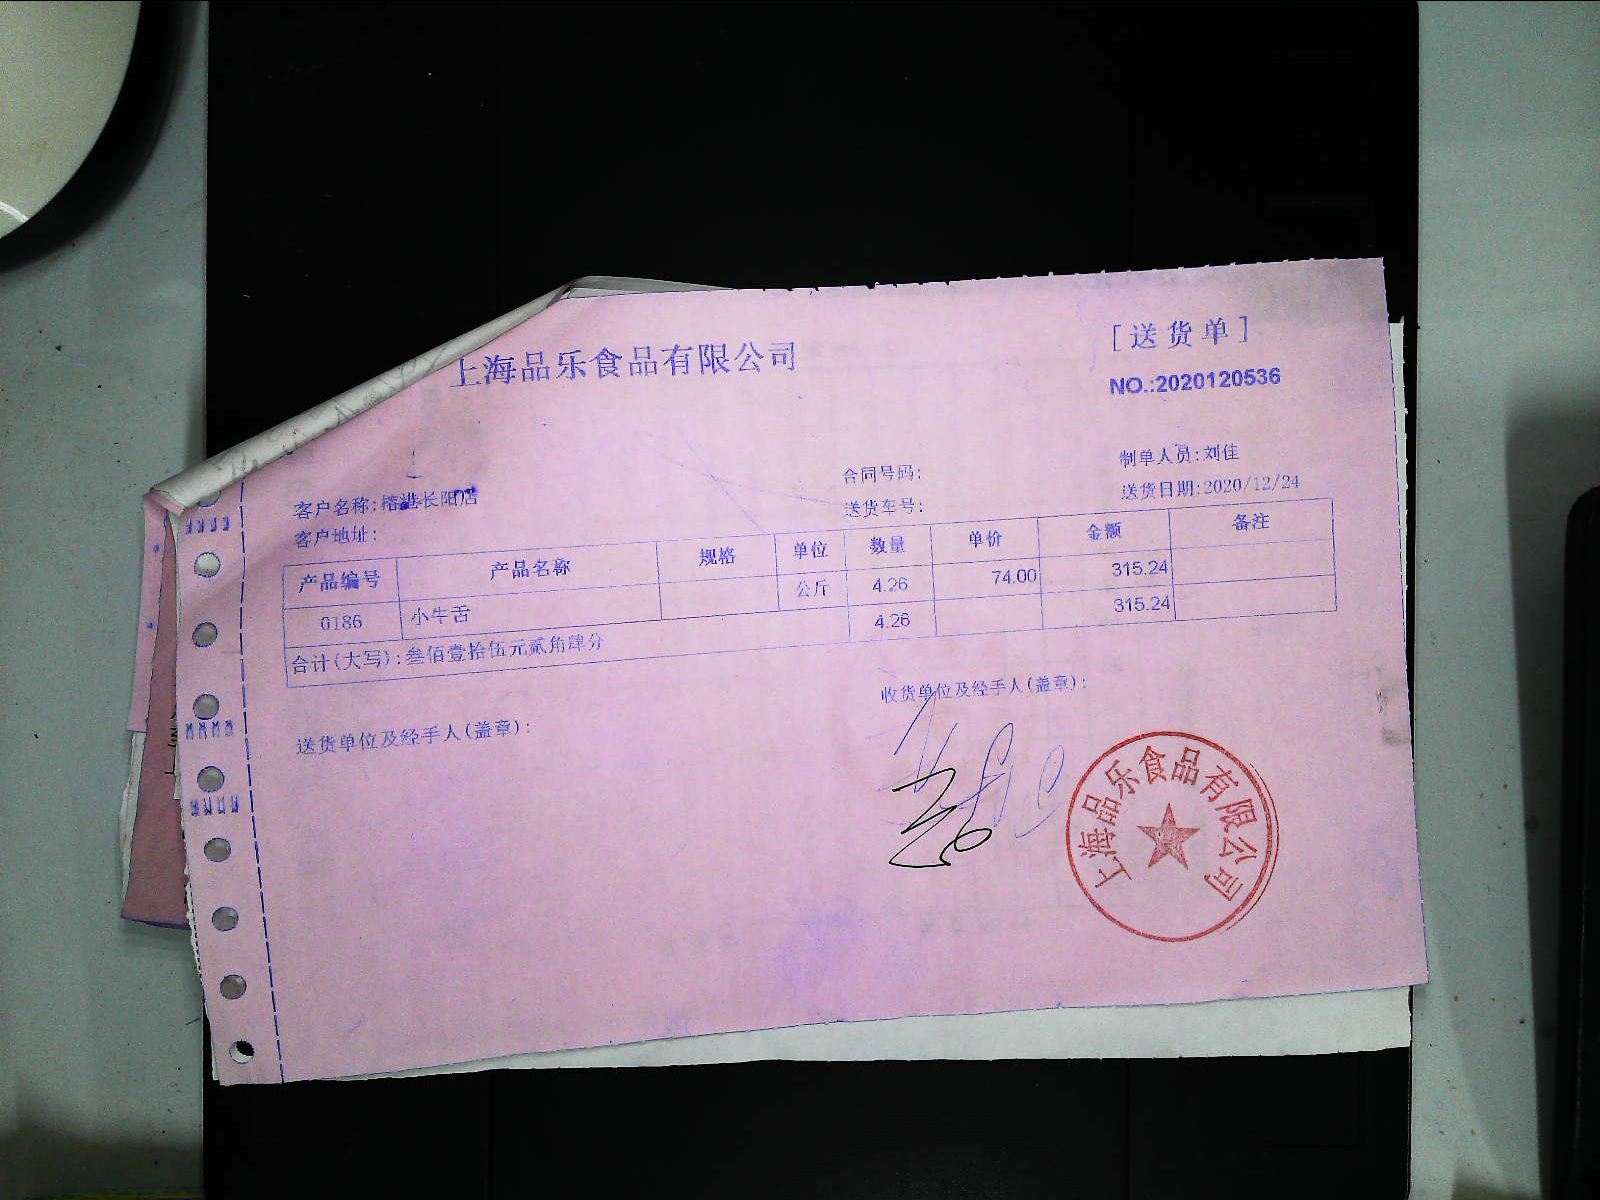 上海品乐食品有限公司
[送货单]
NO.:2020120536
制单人员:刘佳
合同号码:
客户名称:榕港长阳店
送货车号:
送货日期:2020/12/24
客户地址:
产品编号 产品名称 规格 单位 数量 单价 金额 备注
0186 小牛舌 公斤 4.26 74.00 315.24
合计(大写):叁佰壹拾伍元贰角肆分 4.26 315.24
送货单位及经手人(盖章):
收货单位及经手人(盖章):
上海品乐食品有限公司